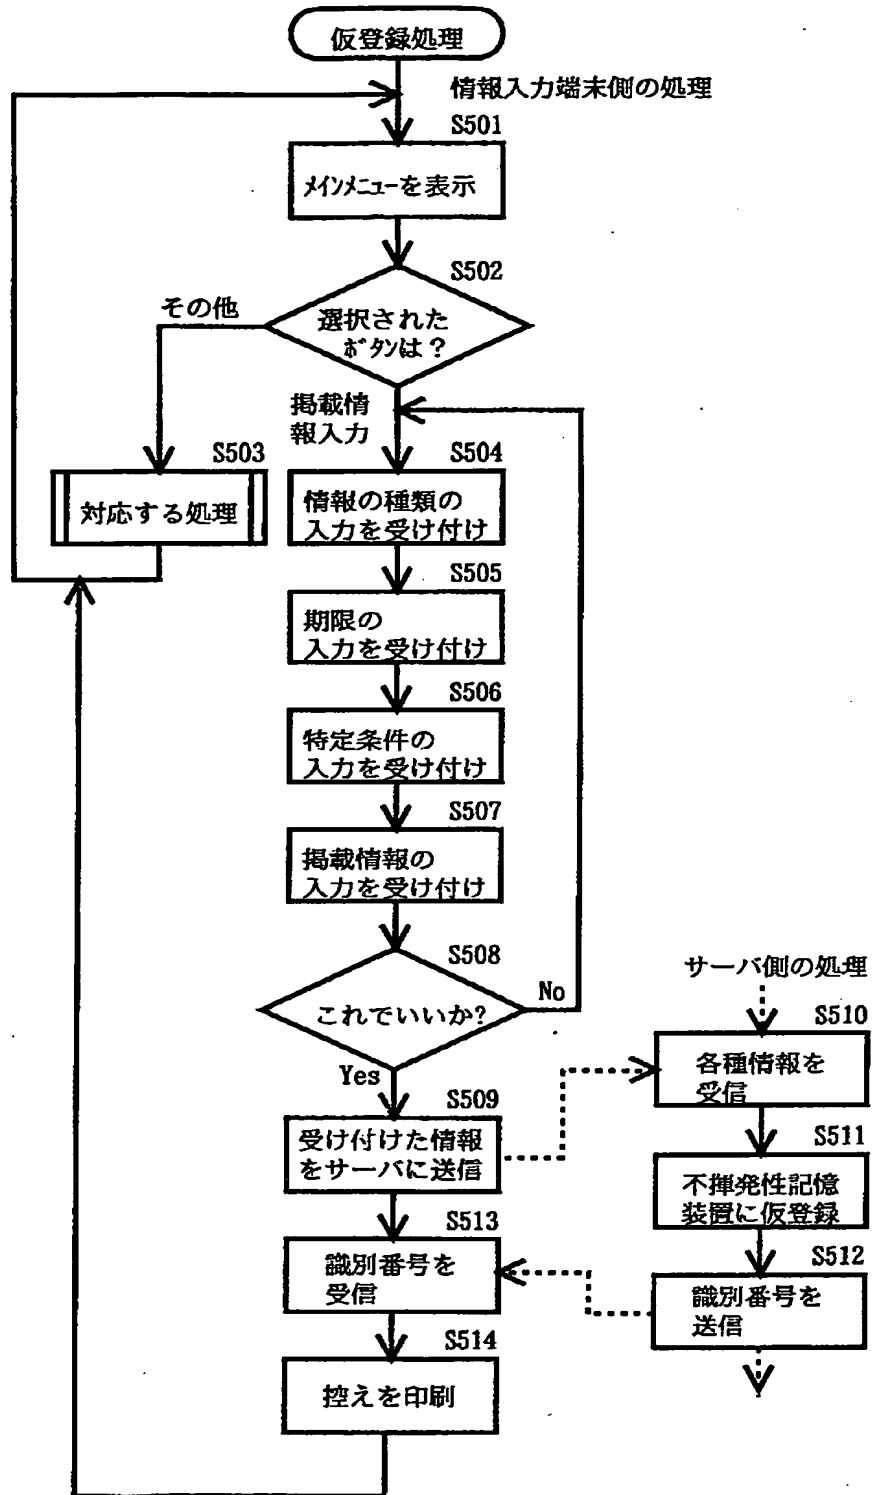 仮登録処理
情報入力端末側の処理
S501
メインメニューを表示
S502
選択された
ボタンは？
その他
掲載情
報入力
S503
対応する処理
S504
情報の種類の
入力を受け付け
S505
期限の
入力を受け付け
S506
特定条件の
入力を受け付け
S507
掲載情報の
入力を受け付け
S508
これでいいか?
No
Yes
S509
受け付けた情報
をサーバに送信
サーバ側の処理
S510
各種情報を
受信
S511
不揮発性記憶
装置に仮登録
S512
識別番号を
送信
S513
識別番号を
受信
S514
控えを印刷